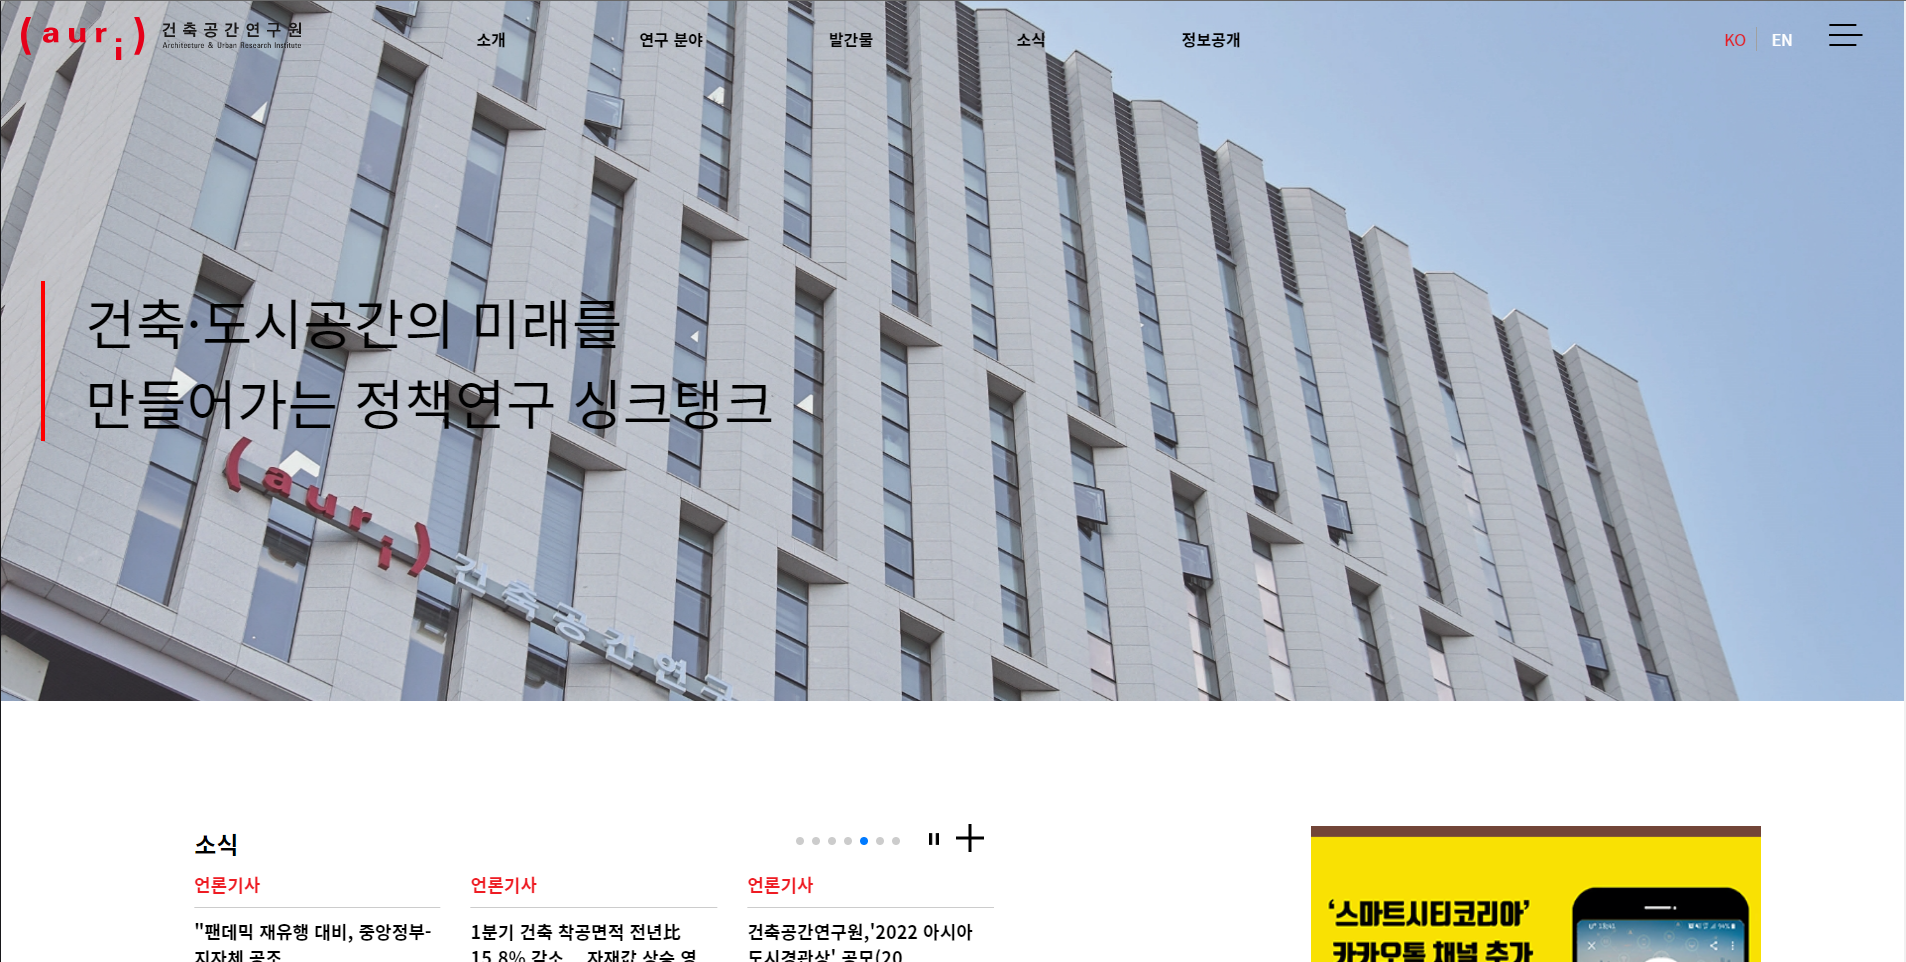 (auri)
건축공간연구원
Architecture & Urban Research Institute
소개
연구 분야
발간물
소식
정보공개
KO
EN
건축·도시공간의 미래를
만들어가는 정책연구 싱크탱크
(auri) 건축공간연구
소식
언론기사
언론기사
언론기사
"팬데믹 재유행 대비, 중앙정부-
지자체 공조
1분기 건축 착공면적 전년比
15.8% 감소... 자재값 상승 영
건축공간연구원,'2022 아시아
도시경관상' 공모(20
'스마트시티코리아'
카카오톡 채널 추가